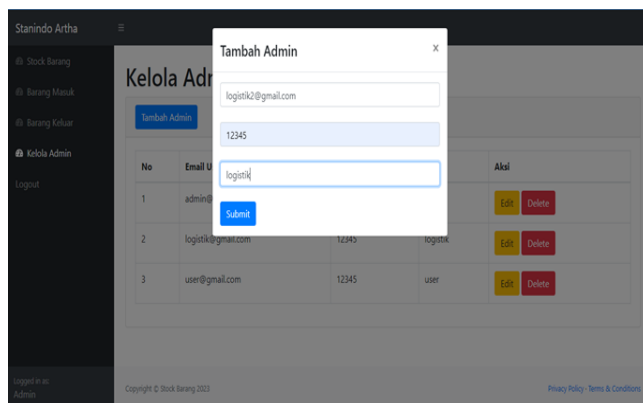 Stanindo Artha
Stock Barang
Barang Masuk
Barang Keluar
Kelola Admin
Logout
Logged in as:
Admin
Kelola Adm
Tambah Admin
No Email U Aksi
1 admin@ Edit Delete
2 logistik@gmail.com 12345 logistik Edit Delete
3 user@gmail.com 12345 user Edit Delete
Tambah Admin x
logistik2@gmail.com
12345
logistik
Submit
Copyright © Stock Barang 2023 Privacy Policy · Terms & Conditions